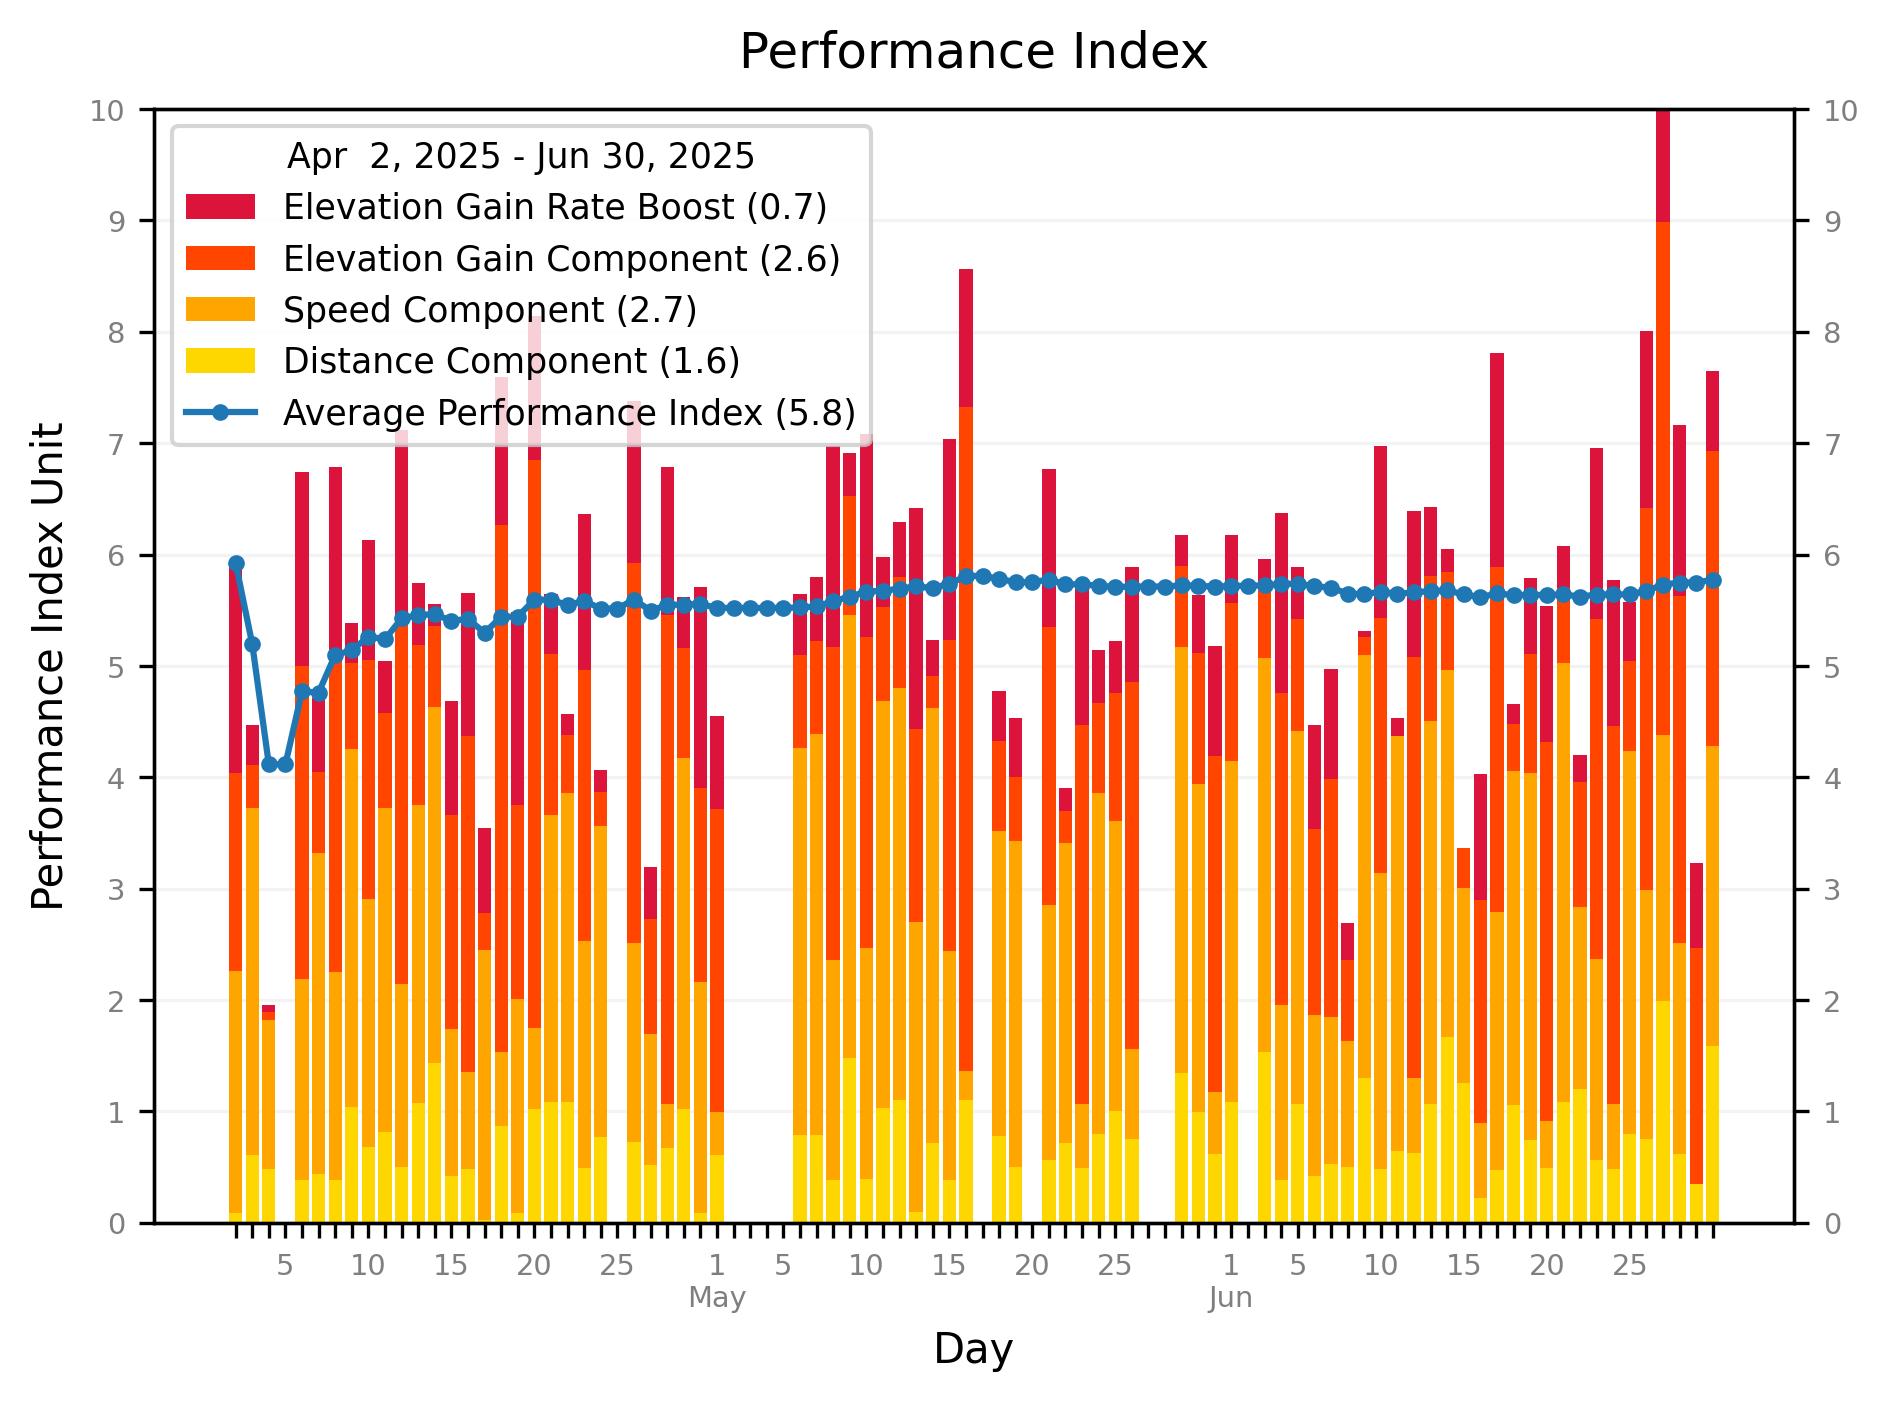 Performance Index
Apr  2, 2025 - Jun 30, 2025
Elevation Gain Rate Boost (0.7)
Elevation Gain Component (2.6)
Speed Component (2.7)
Distance Component (1.6)
Average Performance Index (5.8)
Performance Index Unit
10
9
8
7
6
5
4
3
2
1
0
10
9
8
7
6
5
4
3
2
1
0
5 10 15 20 25 1 5 10 15 20 25 1 5 10 15 20 25
May Jun
Day